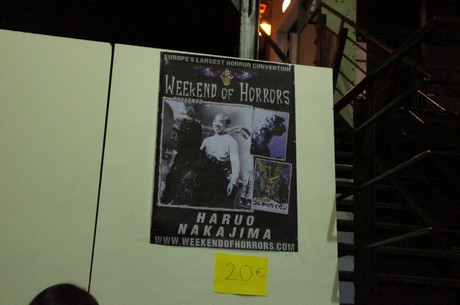 EUROPE'S LARGEST HORROR CONVENTION
WEEKEND OF HORRORS
PRESENTS
HARUO
NAKAJIMA
WWW.WEEKENDOFHORRORS.COM
20€